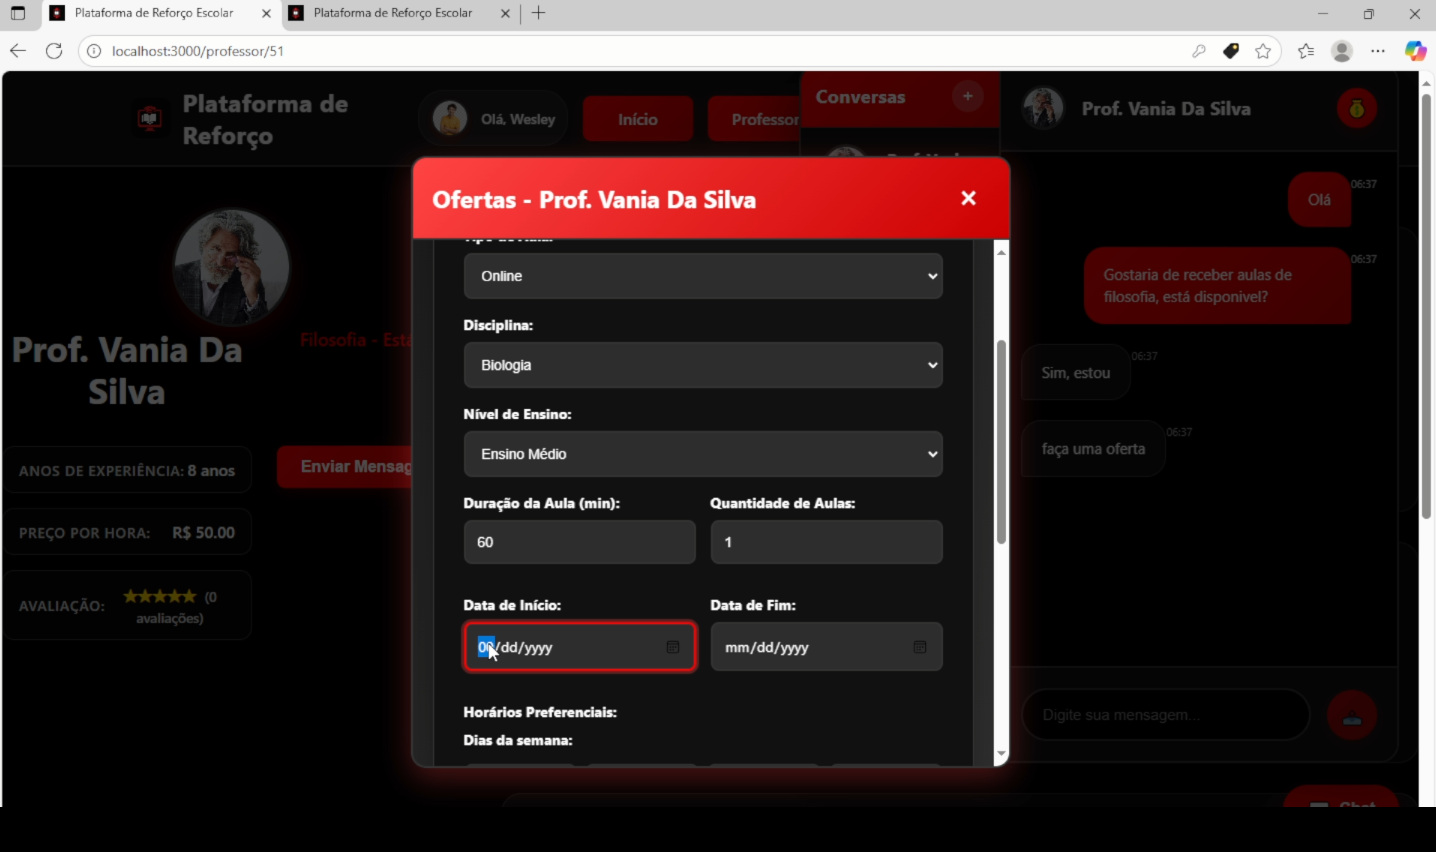 Plataforma de Reforço Escolar
Plataforma de Reforço Escolar
localhost:3000/professor/51
Plataforma de
Reforço
Olá, Wesley
Início
Professor
Conversas
+
Prof. Vania Da Silva
Ofertas - Prof. Vania Da Silva
Online
Disciplina:
Biologia
Nível de Ensino:
Ensino Médio
Duração da Aula (min):
Quantidade de Aulas:
60
1
Data de Início:
Data de Fim:
00/dd/yyyy
mm/dd/yyyy
Horários Preferenciais:
Dias da semana:
Prof. Vania Da
Silva
Filosofia - Está
ANOS DE EXPERIÊNCIA: 8 anos
Enviar Mensag
PREÇO POR HORA: R$ 50.00
AVALIAÇÃO: ★★★★★ (0
avaliações)
Olá
06:37
Gostaria de receber aulas de
filosofia, está disponivel?
06:37
Sim, estou
06:37
faça uma oferta
06:37
Digite sua mensagem...
Chat